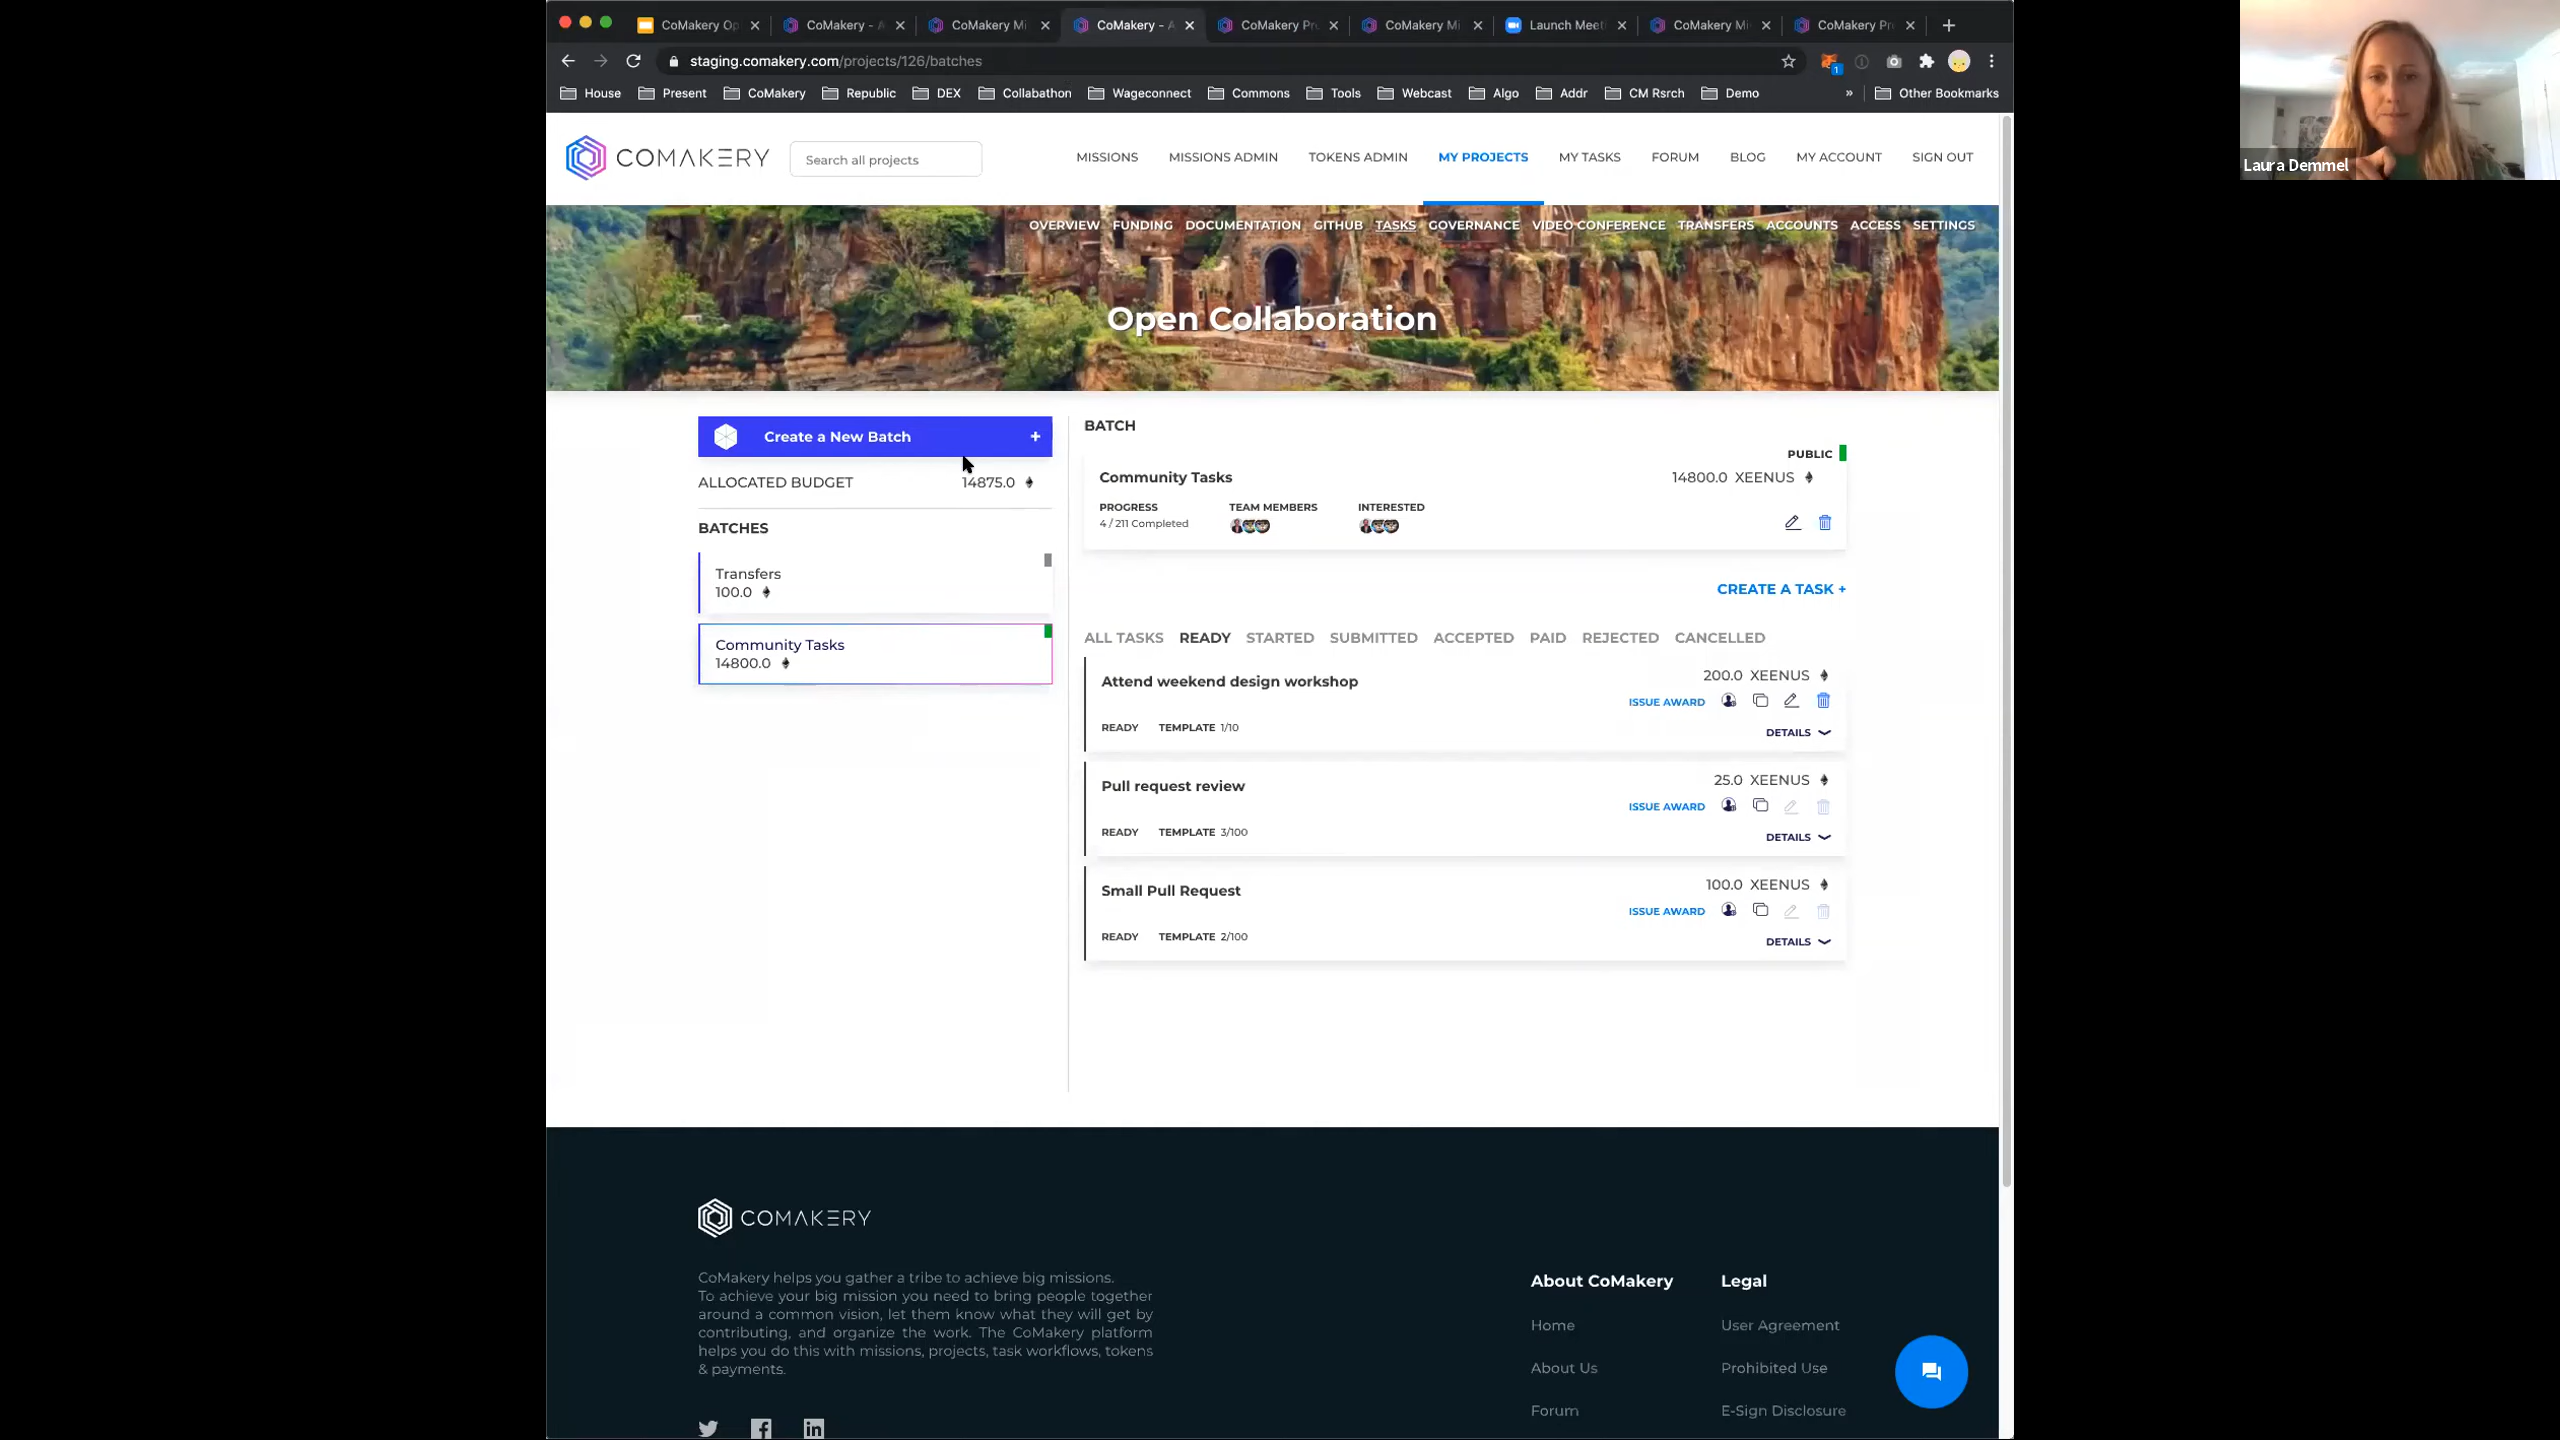 CoMakery Op
CoMakery - A
CoMakery Mi
CoMakery - A
CoMakery Pr
CoMakery Mi
Launch Meet
CoMakery Mi
CoMakery Pr
staging.comakery.com/projects/126/batches
1
House
Present
CoMakery
Republic
DEX
Collabathon
Wageconnect
Commons
Tools
Webcast
Algo
Addr
CM Rsrch
Demo
»
Other Bookmarks
Laura Demmel
COMAKERY
Search all projects
MISSIONS
MISSIONS ADMIN
TOKENS ADMIN
MY PROJECTS
MY TASKS
FORUM
BLOG
MY ACCOUNT
SIGN OUT
OVERVIEW
FUNDING
DOCUMENTATION
GITHUB
TASKS
GOVERNANCE
VIDEO CONFERENCE
TRANSFERS
ACCOUNTS
ACCESS
SETTINGS
Open Collaboration
Create a New Batch +
ALLOCATED BUDGET 14875.0
BATCHES
Transfers
100.0
Community Tasks
14800.0
BATCH
PUBLIC
Community Tasks
14800.0 XEENUS
PROGRESS
4 / 211 Completed
TEAM MEMBERS
INTERESTED
CREATE A TASK +
ALL TASKS
READY
STARTED
SUBMITTED
ACCEPTED
PAID
REJECTED
CANCELLED
Attend weekend design workshop
200.0 XEENUS
ISSUE AWARD
READY
TEMPLATE 1/10
DETAILS
Pull request review
25.0 XEENUS
ISSUE AWARD
READY
TEMPLATE 3/100
DETAILS
Small Pull Request
100.0 XEENUS
ISSUE AWARD
READY
TEMPLATE 2/100
DETAILS
COMAKERY
CoMakery helps you gather a tribe to achieve big missions.
To achieve your big mission you need to bring people together
around a common vision, let them know what they will get by
contributing, and organize the work. The CoMakery platform
helps you do this with missions, projects, task workflows, tokens
& payments.
About CoMakery
Home
About Us
Forum
Legal
User Agreement
Prohibited Use
E-Sign Disclosure